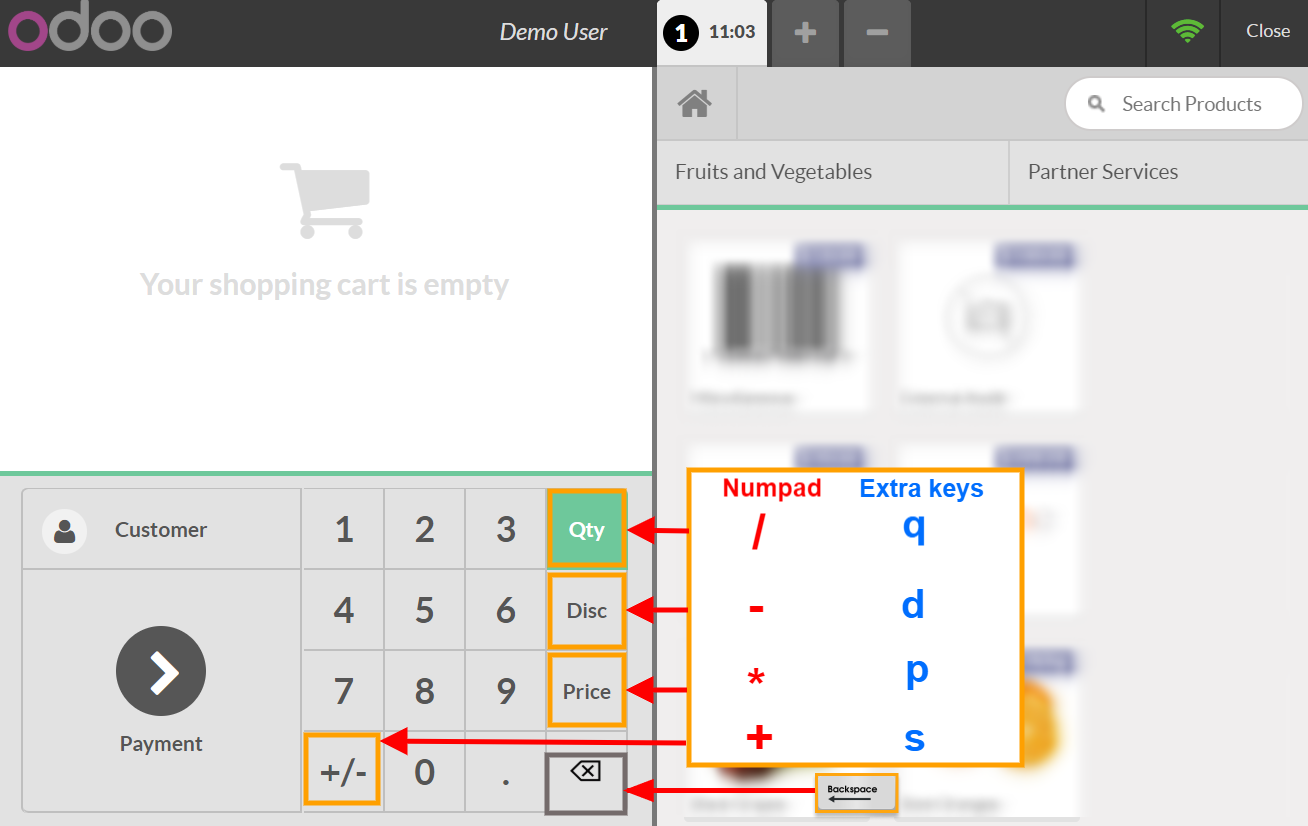 odoo
Demo User
1 11:03
Close
Search Products
Fruits and Vegetables
Partner Services
Your shopping cart is empty
Customer
1 2 3 Qty
4 5 6 Disc
Payment
7 8 9 Price
+/- 0 .
Numpad Extra keys
/ q
- d
* p
+ s
Backspace